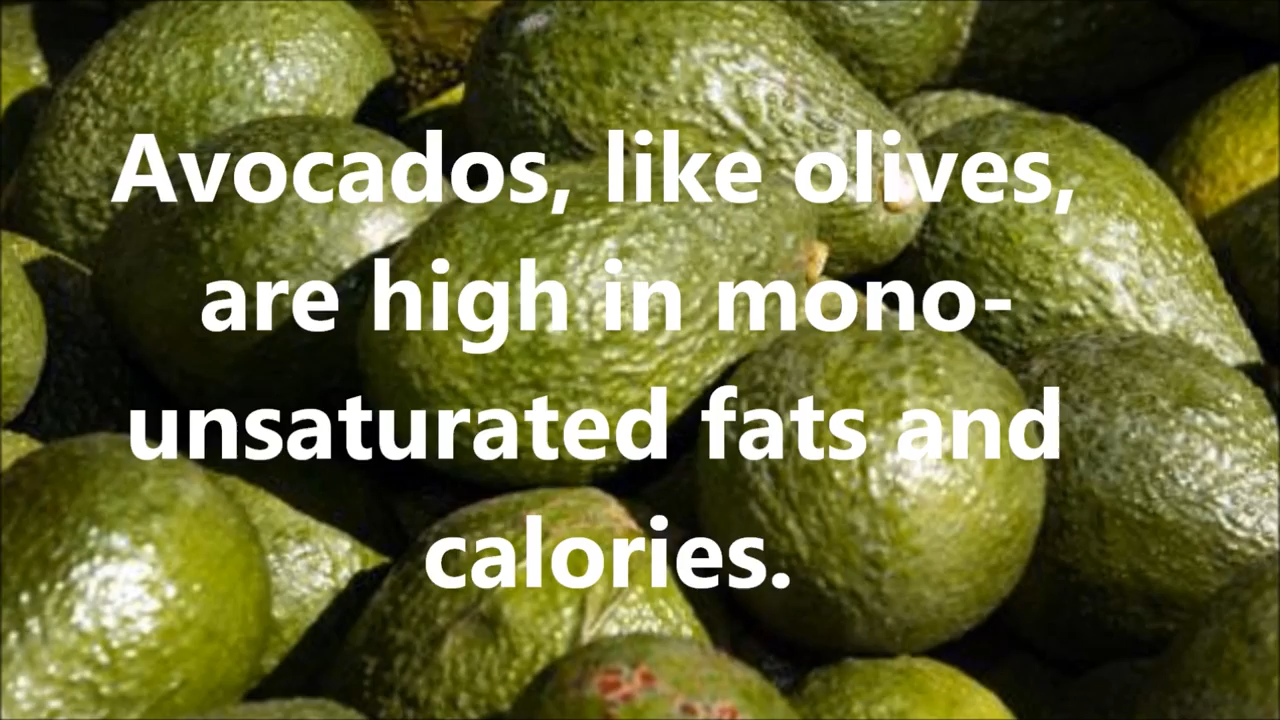 Avocados, like olives,
are high in mono-
unsaturated fats and
calories.